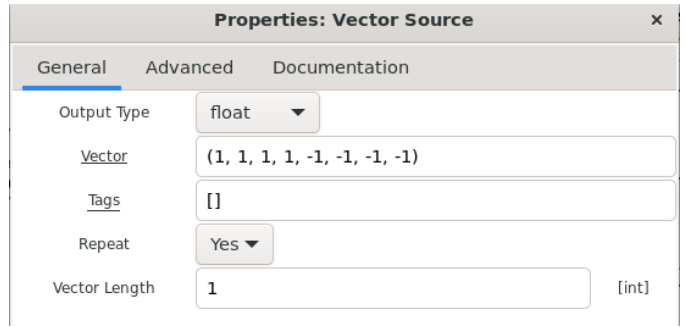 Properties: Vector Source ×
General Advanced Documentation
Output Type float
Vector (1, 1, 1, 1, -1, -1, -1, -1)
Tags []
Repeat Yes
Vector Length 1 [int]